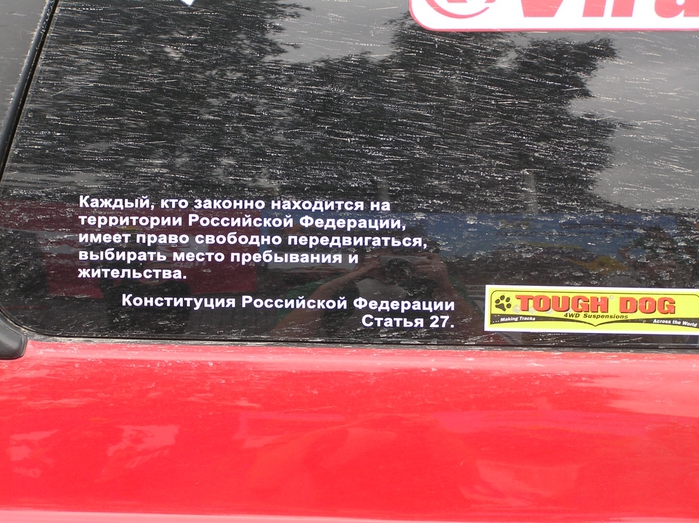 Каждый, кто законно находится на
территории Российской Федерации,
имеет право свободно передвигаться,
выбирать место пребывания и
жительства.
Конституция Российской Федерации
Статья 27.
TOUGH DOG
4WD Suspensions
...Making Tracks
Across the World